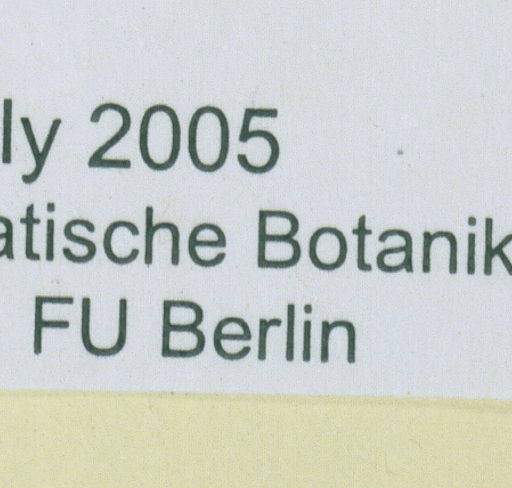 ly 2005
atische Botanik
FU Berlin